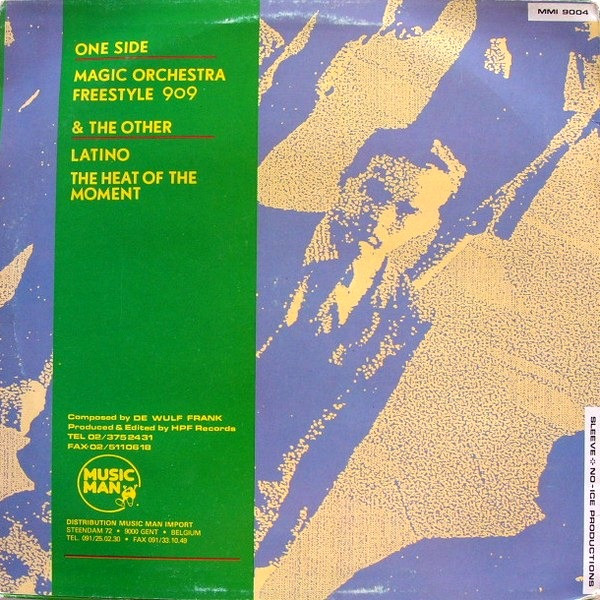 MMI 9004
ONE SIDE
MAGIC ORCHESTRA
FREESTYLE 909
& THE OTHER
LATINO
THE HEAT OF THE
MOMENT
Composed by DE WULF FRANK
Produced & Edited by HPF Records
TEL 02/3752431
FAX-02/5110618
MUSIC
MAN
DISTRIBUTION MUSIC MAN IMPORT
STEENDAM 72 • 9000 GENT • BELGIUM
TEL. 091/25.02.30 • FAX 091/33.10.49
SLEEVE ÷ NO-ICE PRODUCTIONS